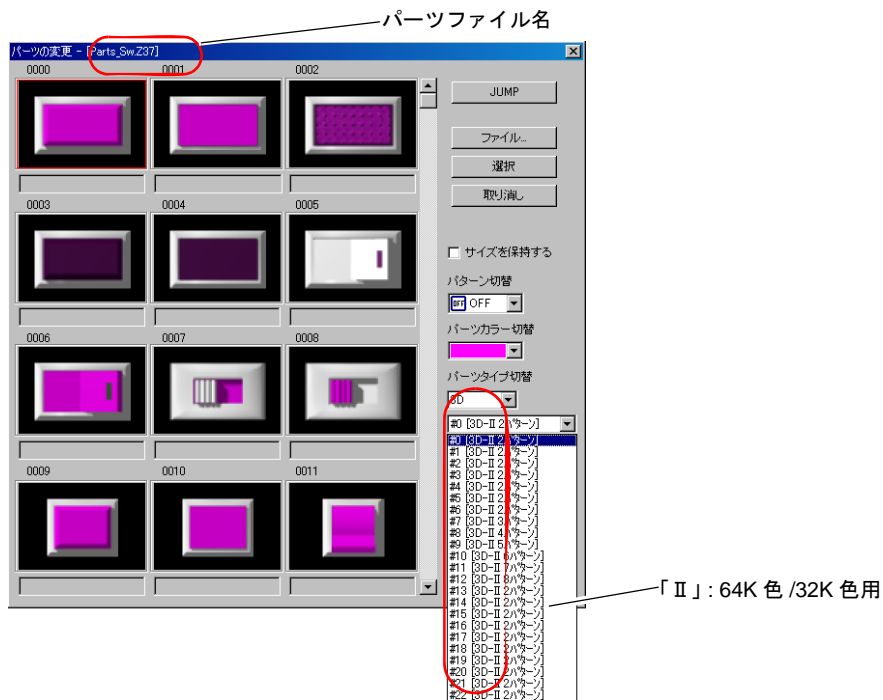 パーツファイル名
パーツの変更 - [Parts_Sw.Z37]
0000 0001 0002
JUMP
ファイル...
選択
取り消し
0003 0004 0005
サイズを保持する
パターン切替
OFF OFF
パーツカラー切替
0006 0007 0008
パーツタイプ切替
3D
#0 [3D-Ⅱ 2パターン]
#0 [3D-Ⅱ 2パターン]
#1 [3D-Ⅱ 2パターン]
#2 [3D-Ⅱ 2パターン]
#3 [3D-Ⅱ 2パターン]
#4 [3D-Ⅱ 2パターン]
#5 [3D-Ⅱ 2パターン]
#6 [3D-Ⅱ 2パターン]
#7 [3D-Ⅱ 3パターン]
#8 [3D-Ⅱ 4パターン]
#9 [3D-Ⅱ 5パターン]
#10 [3D-Ⅱ 6パターン]
#11 [3D-Ⅱ 7パターン]
#12 [3D-Ⅱ 8パターン]
#13 [3D-Ⅱ 2パターン]
#14 [3D-Ⅱ 2パターン]
#15 [3D-Ⅱ 2パターン]
#16 [3D-Ⅱ 2パターン]
#17 [3D-Ⅱ 2パターン]
#18 [3D-Ⅱ 2パターン]
#19 [3D-Ⅱ 2パターン]
#20 [3D-Ⅱ 2パターン]
#21 [3D-Ⅱ 2パターン]
#22 [3D-Ⅱ 2パターン]
0009 0010 0011
「Ⅱ」: 64K 色 /32K 色用